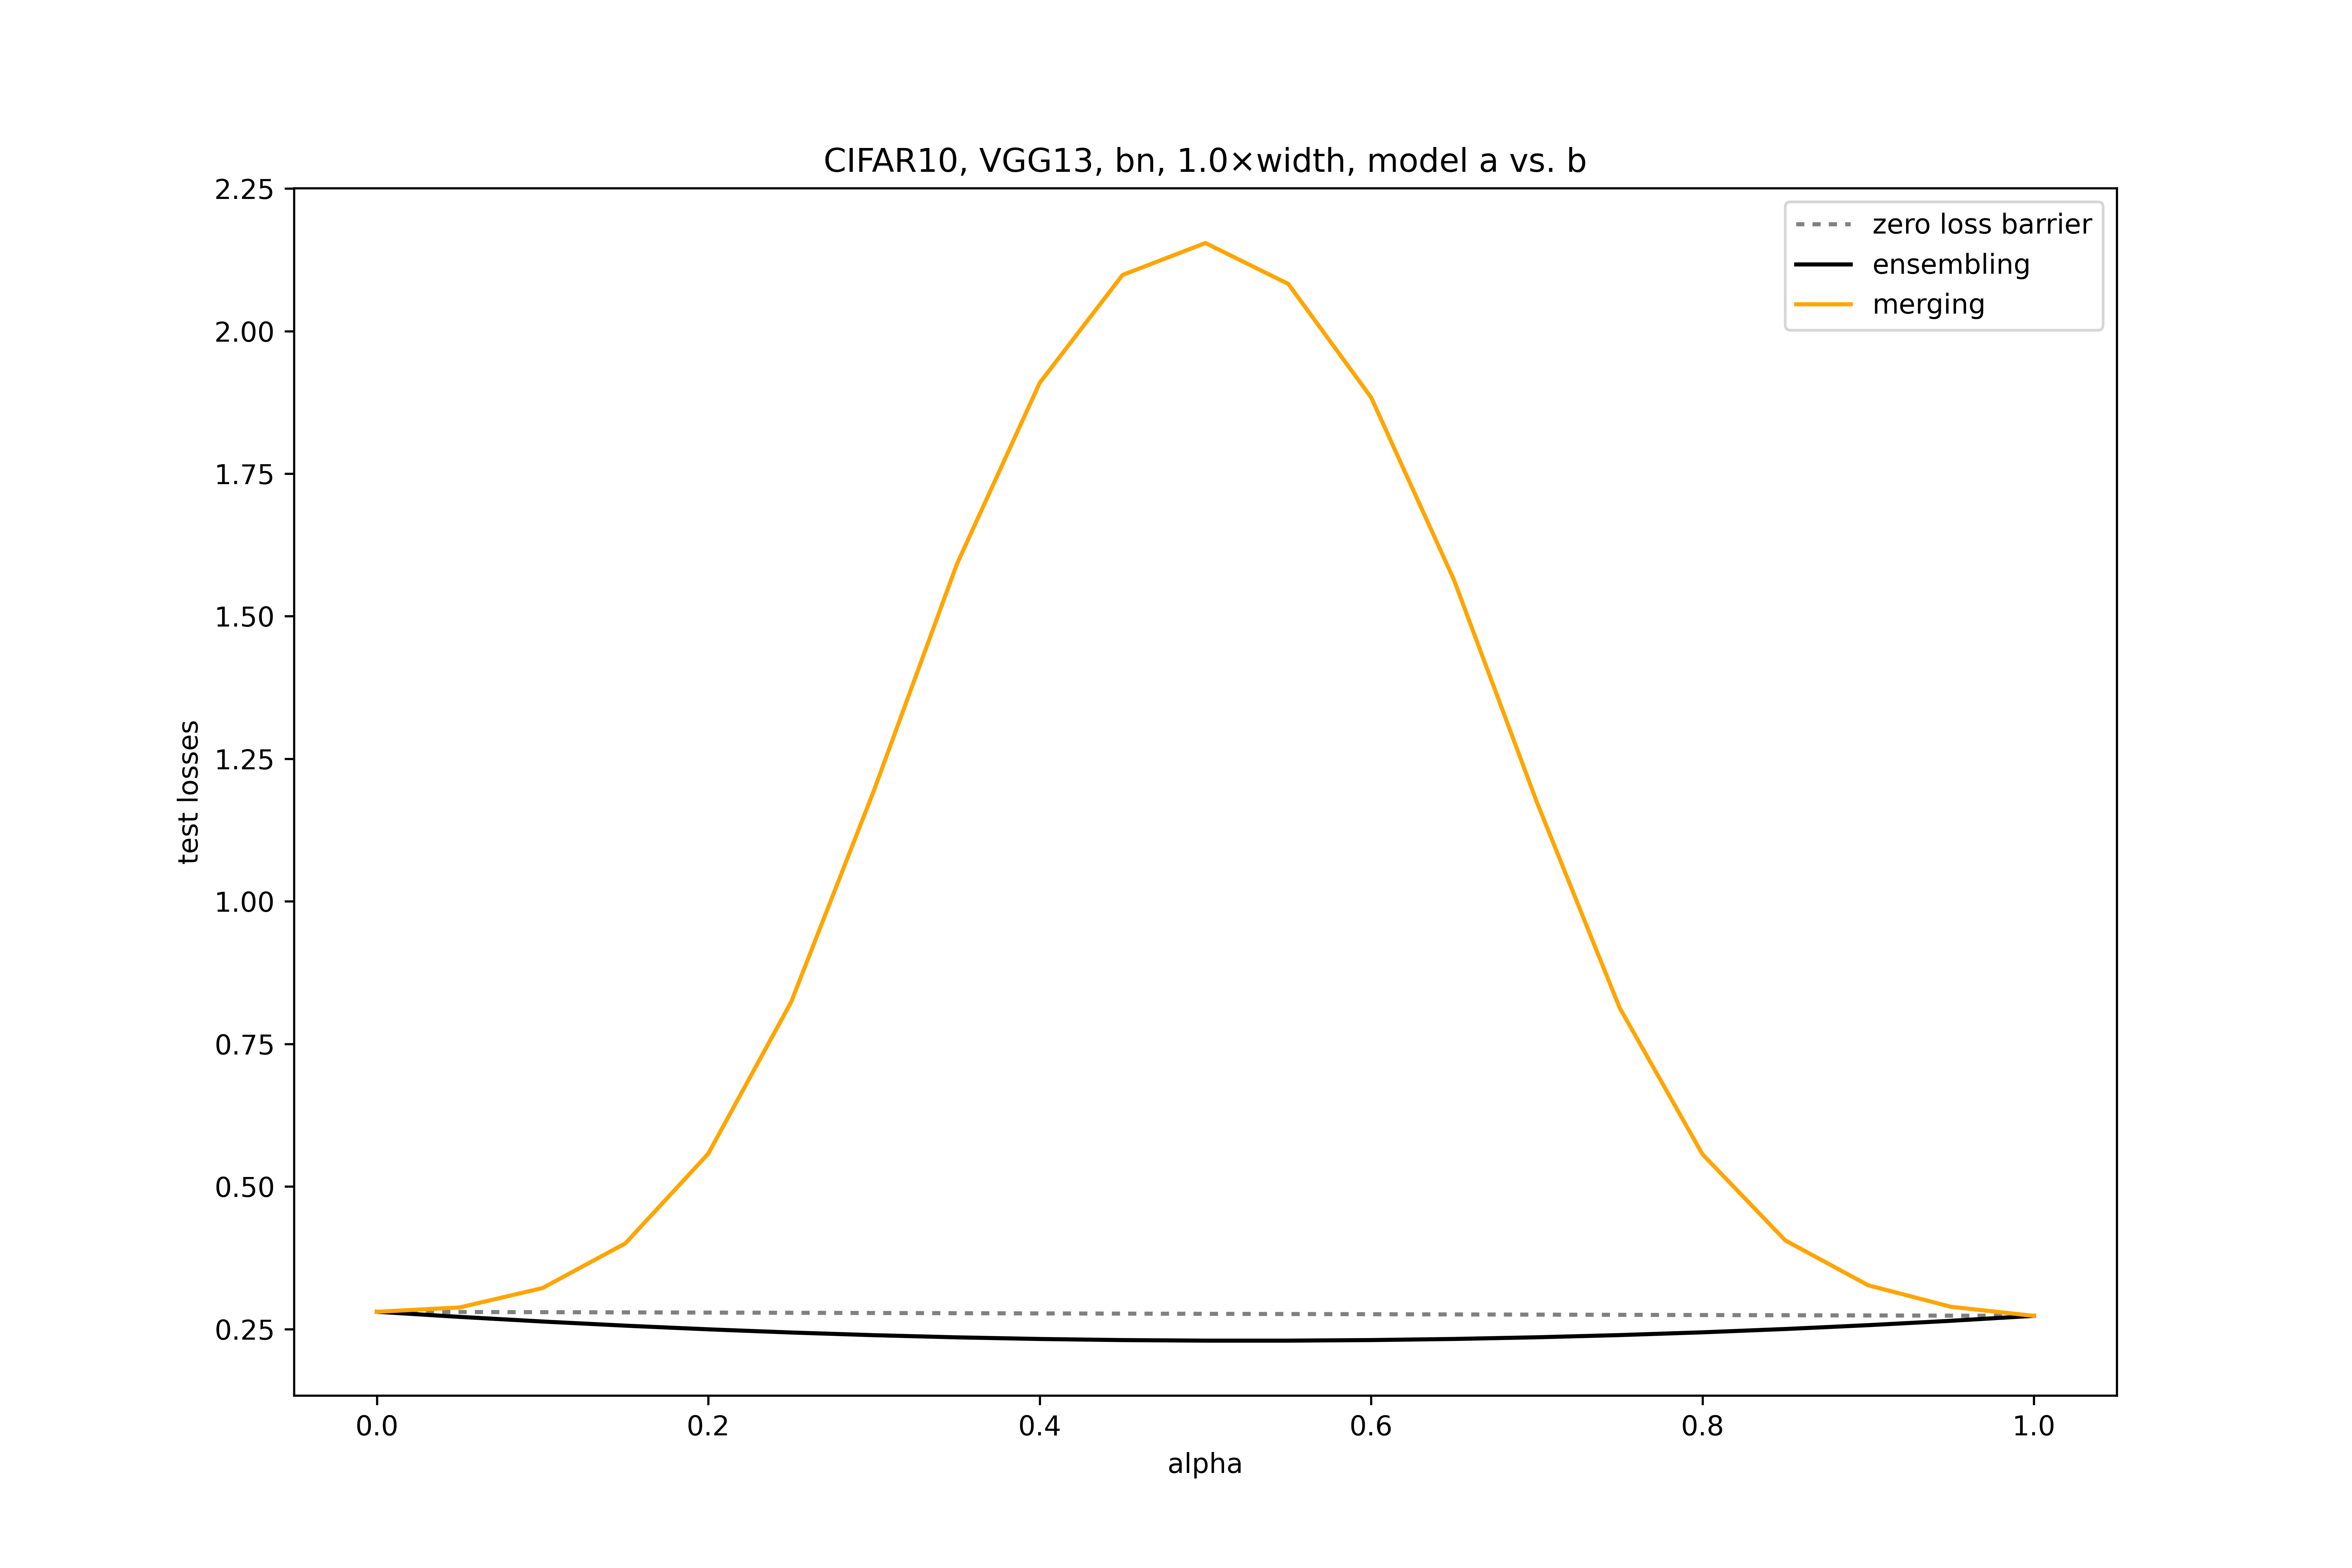 CIFAR10, VGG13, bn, 1.0×width, model a vs. b
2.25
2.00
1.75
1.50
1.25
1.00
0.75
0.50
0.25
test losses
zero loss barrier
ensembling
merging
0.0 0.2 0.4 0.6 0.8 1.0
alpha